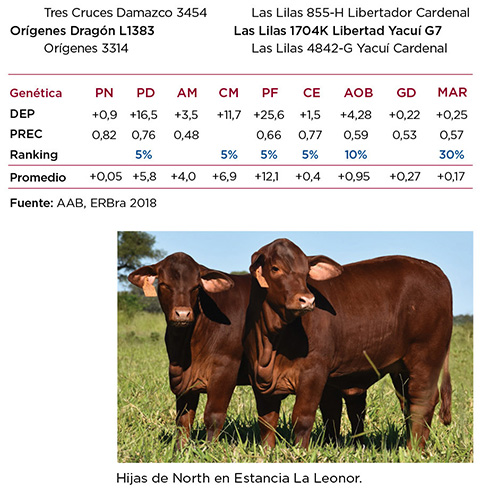 Tres Cruces Damazco 3454 Las Lilas 855-H Libertador Cardenal
Orígenes Dragón L1383 Las Lilas 1704K Libertad Yacuí G7
Orígenes 3314 Las Lilas 4842-G Yacuí Cardenal
Genética PN PD AM CM PF CE AOB GD MAR
DEP +0,9 +16,5 +3,5 +11,7 +25,6 +1,5 +4,28 +0,22 +0,25
PREC 0,82 0,76 0,48 0,66 0,77 0,59 0,53 0,57
Ranking 5% 5% 5% 5% 10% 30%
Promedio +0,05 +5,8 +4,0 +6,9 +12,1 +0,4 +0,95 +0,27 +0,17
Fuente: AAB, ERBra 2018
Hijas de North en Estancia La Leonor.